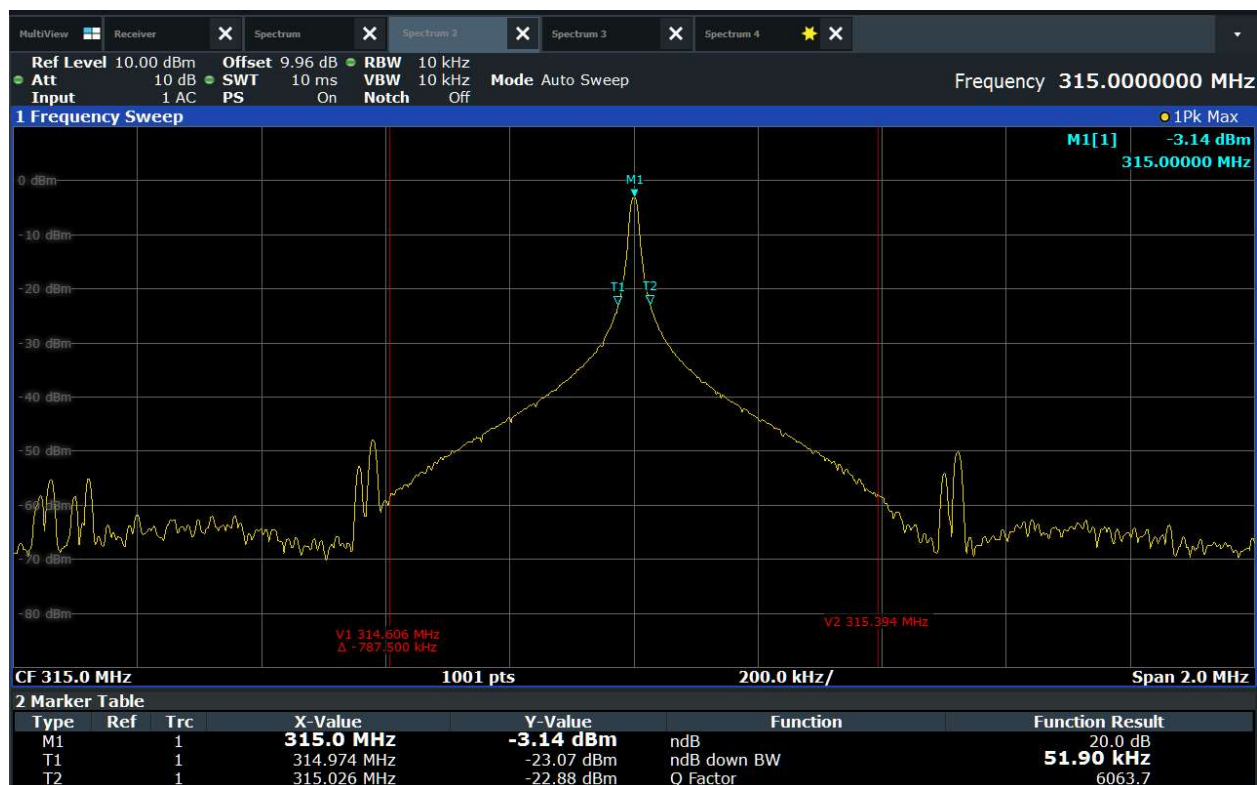 MultiView Receiver Spectrum Spectrum 2 Spectrum 3 Spectrum 4
Ref Level 10.00 dBm Offset 9.96 dB RBW 10 kHz
Att 10 dB SWT 10 ms VBW 10 kHz Mode Auto Sweep Frequency 315.0000000 MHz
Input 1 AC PS On Notch Off
1 Frequency Sweep 1Pk Max
M1[1] -3.14 dBm
315.00000 MHz
0 dBm
M1
-10 dBm
-20 dBm
T1 T2
-30 dBm
-40 dBm
-50 dBm
-60 dBm
-70 dBm
-80 dBm
V2 315.394 MHz
V1 314.606 MHz
Δ -787.500 kHz
CF 315.0 MHz 1001 pts 200.0 kHz/ Span 2.0 MHz
2 Marker Table
Type Ref Trc X-Value Y-Value Function Function Result
M1 1 315.0 MHz -3.14 dBm ndB 20.0 dB
T1 1 314.974 MHz -23.07 dBm ndB down BW 51.90 kHz
T2 1 315.026 MHz -22.88 dBm Q Factor 6063.7